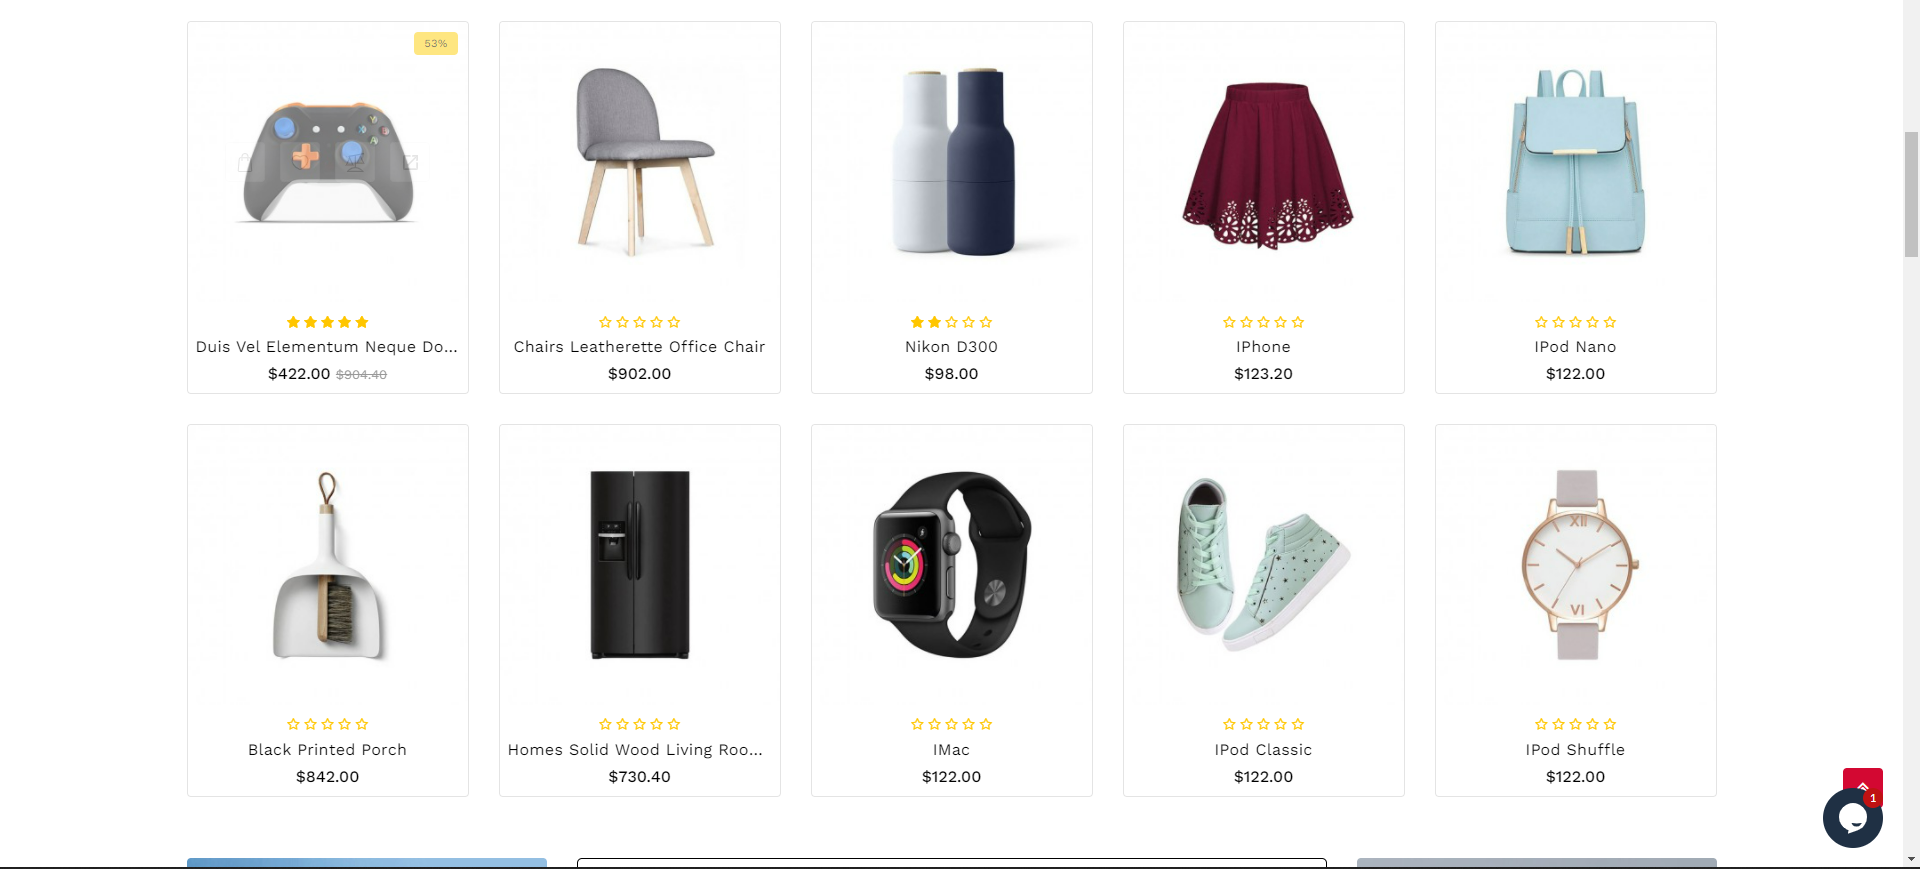 53%
Duis Vel Elementum Neque Do...
$422.00 $904.40
Chairs Leatherette Office Chair
$902.00
Nikon D300
$98.00
IPhone
$123.20
IPod Nano
$122.00
Black Printed Porch
$842.00
Homes Solid Wood Living Roo...
$730.40
IMac
$122.00
IPod Classic
$122.00
XII
VI
IPod Shuffle
$122.00
1